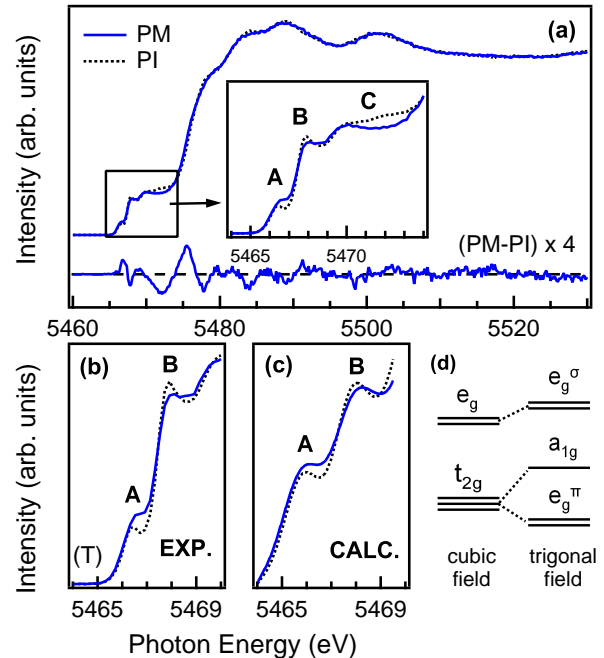 Intensity (arb. units)
PM
PI
(a)
A
B
C
5465
5470
(PM-PI) x 4
5460
5480
5500
5520
Intensity (arb. units)
(b)
B
A
(T)
EXP.
5465
5469
(c)
B
A
CALC.
5465
5469
Photon Energy (eV)
(d)
e_g
e_g^σ
a_1g
t_2g
e_g^π
cubic
field
trigonal
field